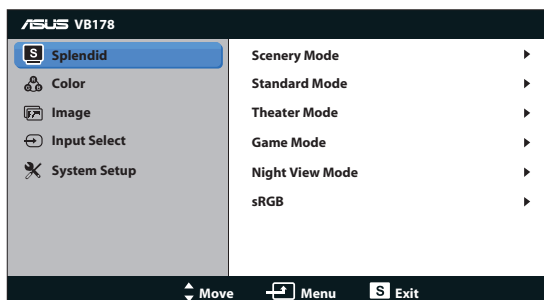 ASUS VB178
S Splendid
Color
Image
Input Select
System Setup
Scenery Mode
Standard Mode
Theater Mode
Game Mode
Night View Mode
sRGB
Move Menu S Exit